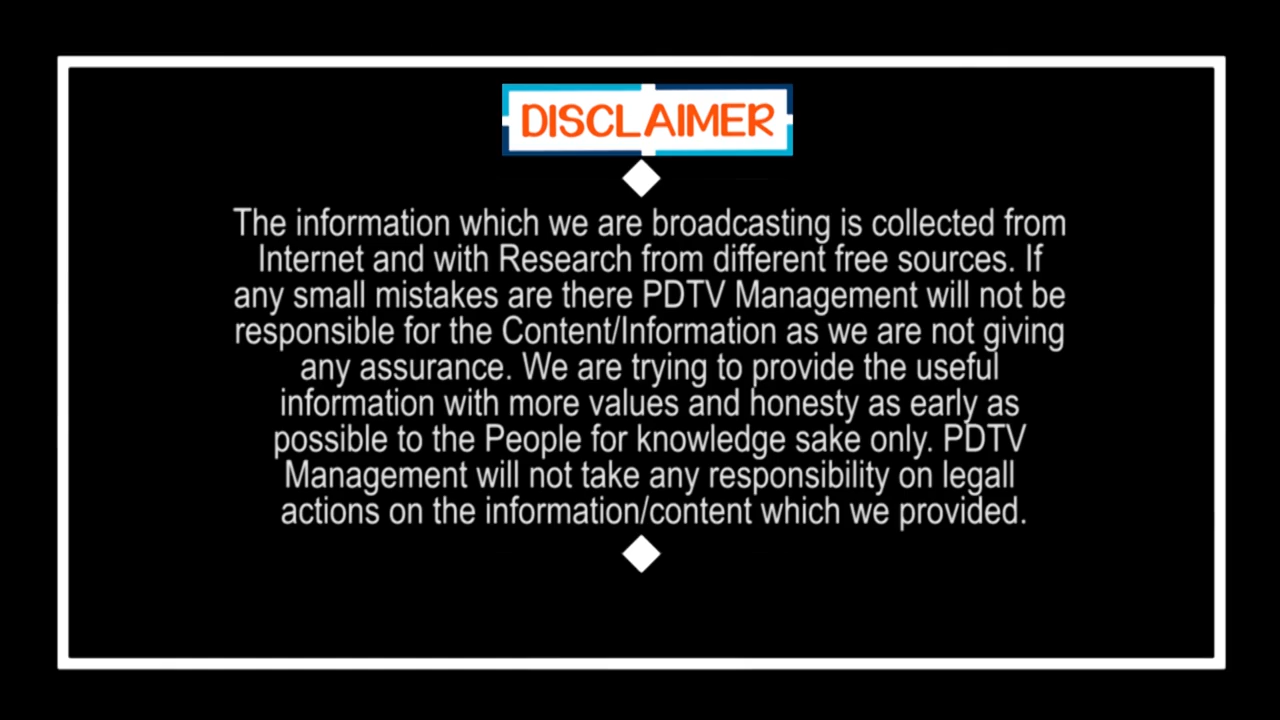 DISCLAIMER
The information which we are broadcasting is collected from
Internet and with Research from different free sources. If
any small mistakes are there PDTV Management will not be
responsible for the Content/Information as we are not giving
any assurance. We are trying to provide the useful
information with more values and honesty as early as
possible to the People for knowledge sake only. PDTV
Management will not take any responsibility on legall
actions on the information/content which we provided.